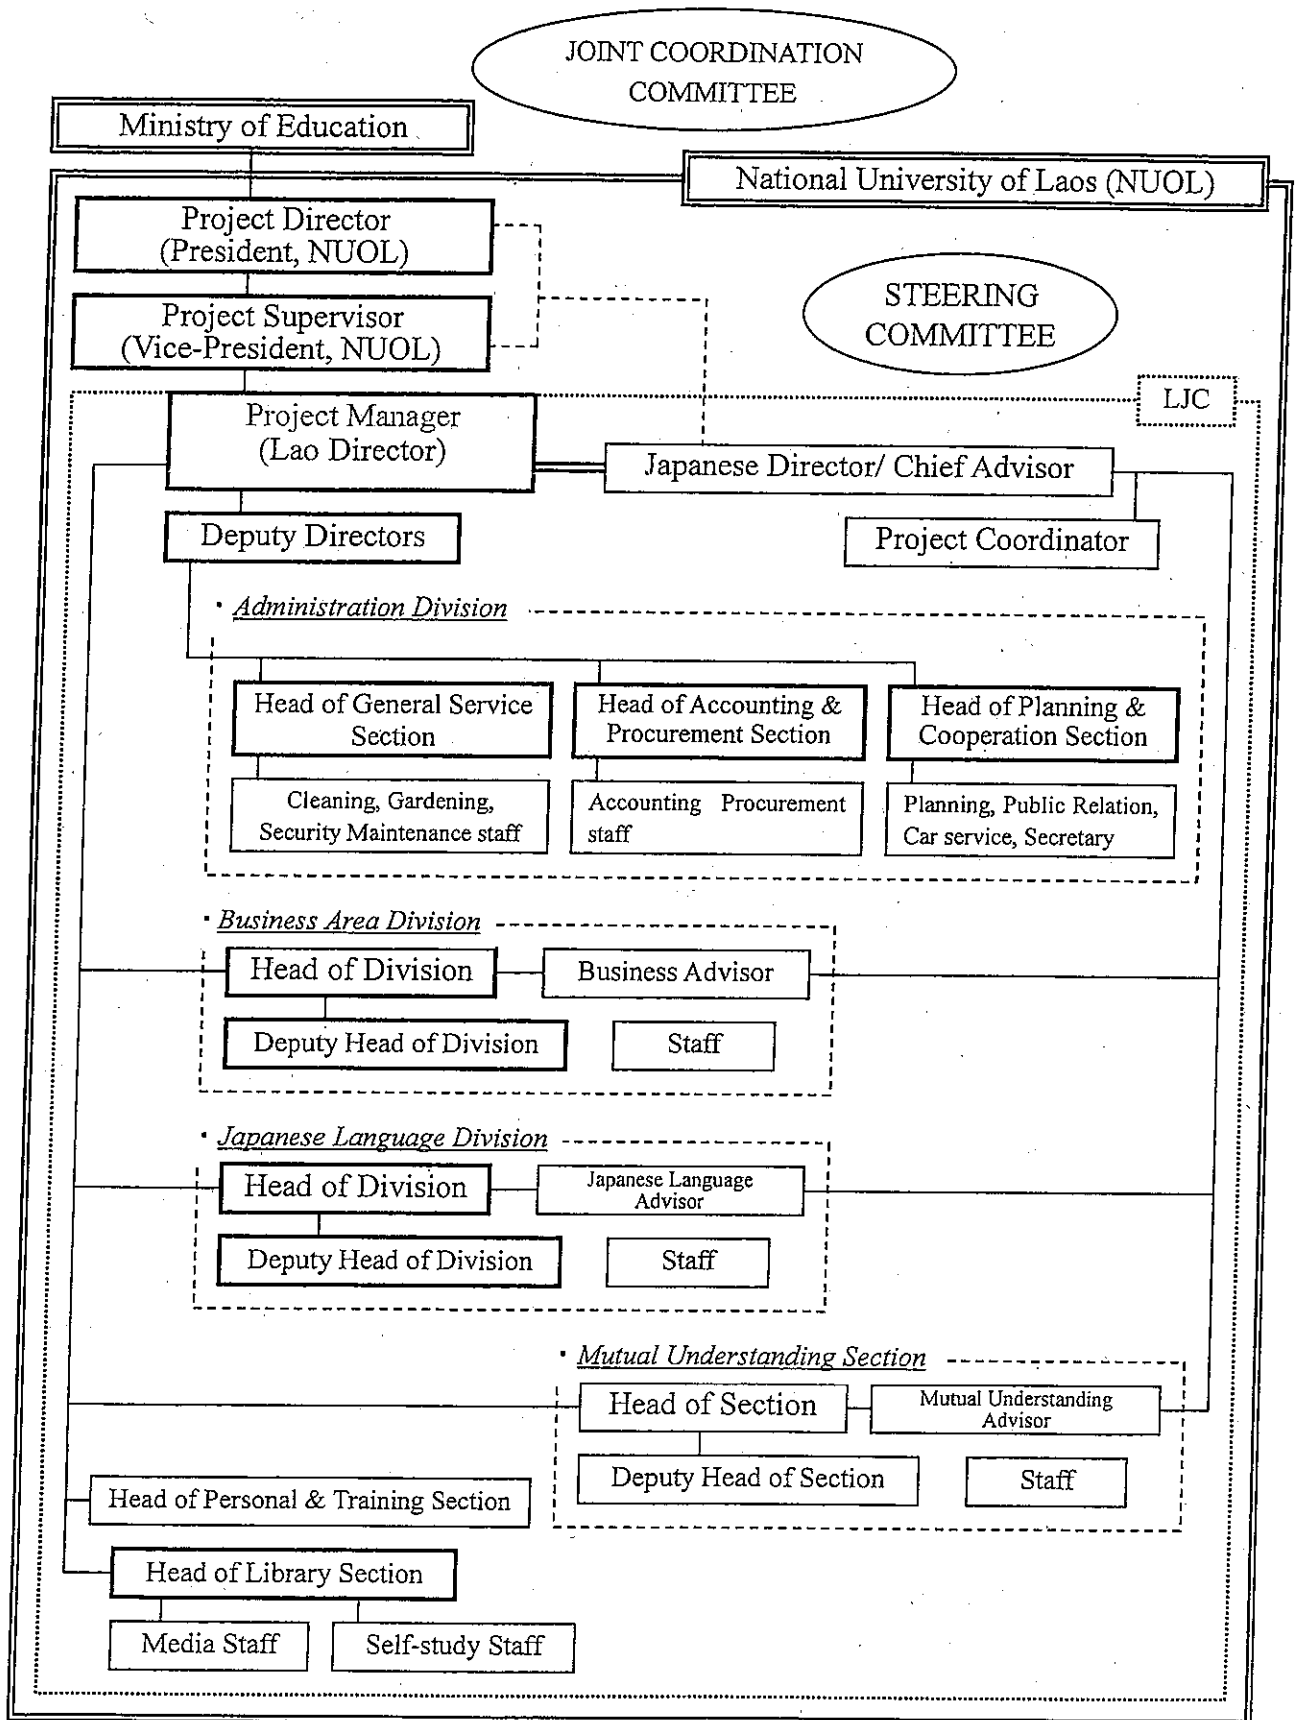 JOINT COORDINATION
COMMITTEE
Ministry of Education
National University of Laos (NUOL)
Project Director
(President, NUOL)
STEERING
COMMITTEE
Project Supervisor
(Vice-President, NUOL)
LJC
Project Manager
(Lao Director)
Japanese Director/ Chief Advisor
Deputy Directors
Project Coordinator
· Administration Division
Head of General Service
Section
Head of Accounting &
Procurement Section
Head of Planning &
Cooperation Section
Cleaning, Gardening,
Security Maintenance staff
Accounting Procurement
staff
Planning, Public Relation,
Car service, Secretary
· Business Area Division
Head of Division
Business Advisor
Deputy Head of Division
Staff
· Japanese Language Division
Head of Division
Japanese Language
Advisor
Deputy Head of Division
Staff
· Mutual Understanding Section
Head of Section
Mutual Understanding
Advisor
Deputy Head of Section
Staff
Head of Personal & Training Section
Head of Library Section
Media Staff
Self-study Staff